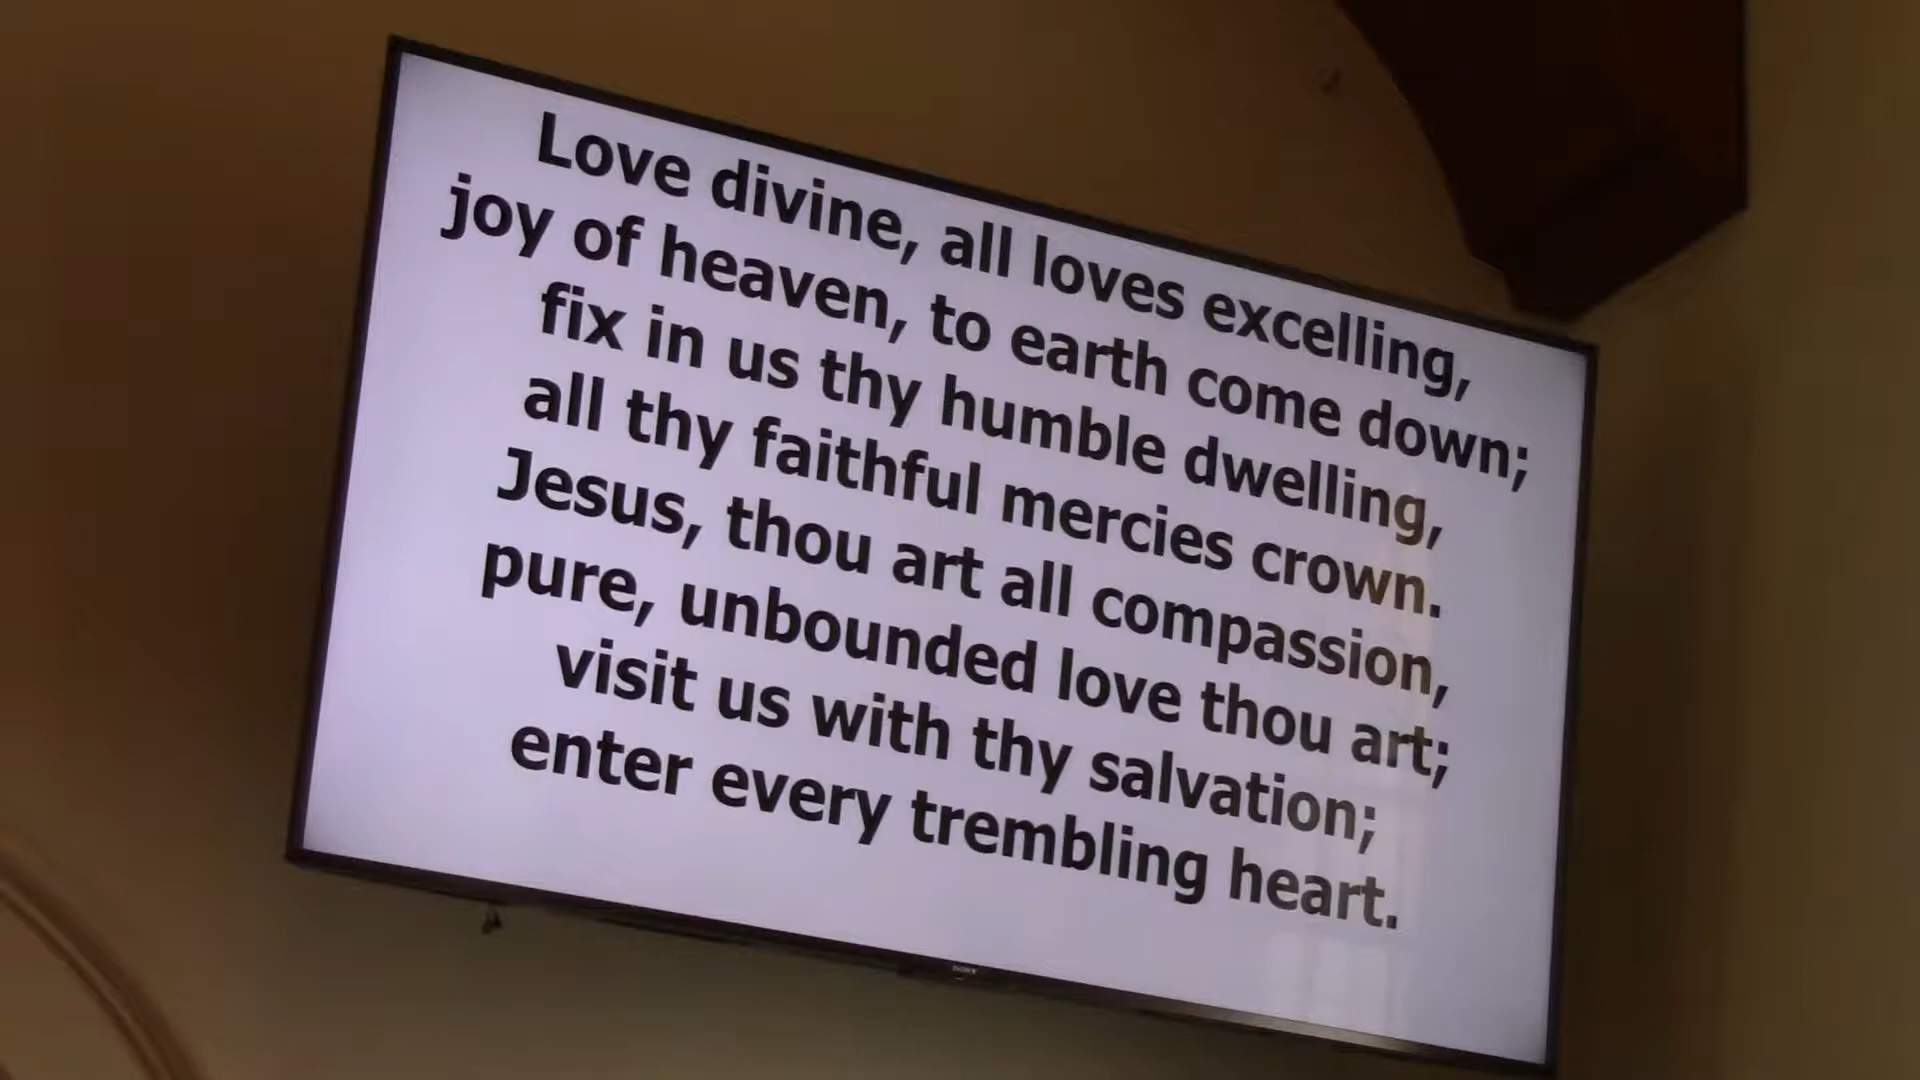 Love divine, all loves excelling,
joy of heaven, to earth come down;
fix in us thy humble dwelling,
all thy faithful mercies crown.
Jesus, thou art all compassion,
pure, unbounded love thou art;
visit us with thy salvation;
enter every trembling heart.
SONY